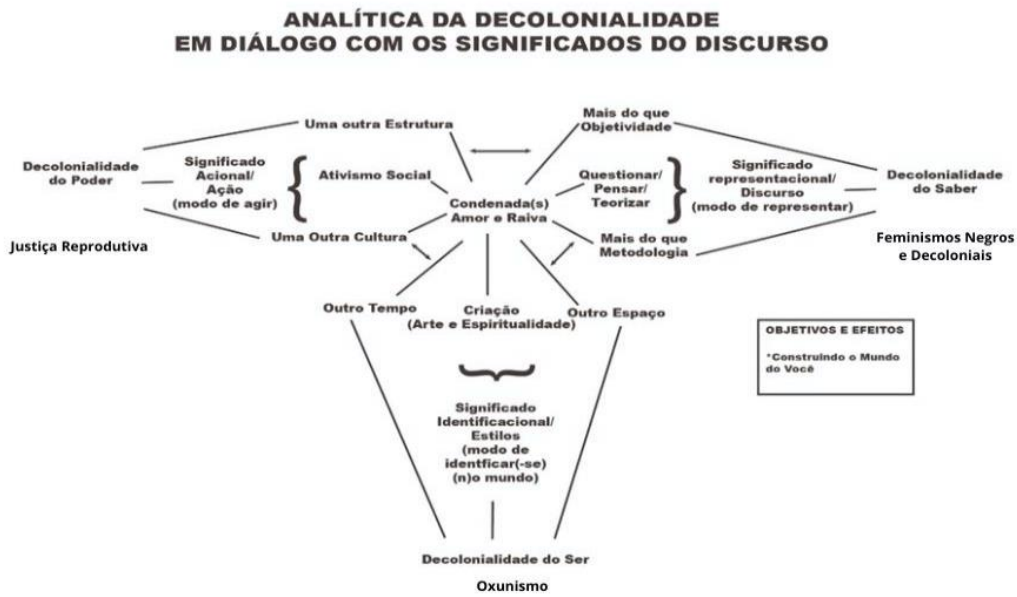 ANALÍTICA DA DECOLONIALIDADE
EM DIÁLOGO COM OS SIGNIFICADOS DO DISCURSO
Uma outra Estrutura
Mais do que
Objetividade
Decolonialidade
do Poder
Significado
Acional/
Ação
(modo de agir)
Ativismo Social
Condenada(s)
Amor e Raiva
Questionar/
Pensar/
Teorizar
Significado
representacional/
Discurso
(modo de representar)
Decolonialidade
do Saber
Justiça Reprodutiva
Uma Outra Cultura
Mais do que
Metodologia
Feminismos Negros
e Decoloniais
Outro Tempo
Criação
(Arte e Espiritualidade)
Outro Espaço
OBJETIVOS E EFEITOS
*Construindo o Mundo
do Você
Significado
Identificacional/
Estilos
(modo de
identficar(-se)
(n)o mundo)
Decolonialidade do Ser
Oxunismo